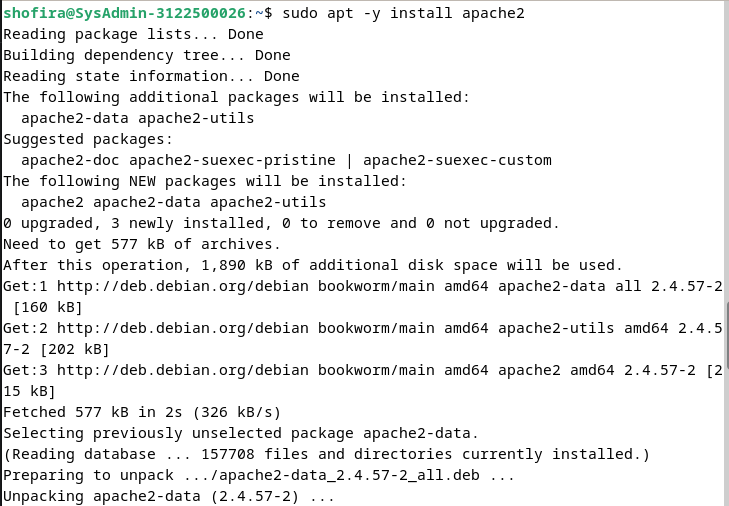 shofira@SysAdmin-3122500026:~$ sudo apt -y install apache2
Reading package lists... Done
Building dependency tree... Done
Reading state information... Done
The following additional packages will be installed:
  apache2-data apache2-utils
Suggested packages:
  apache2-doc apache2-suexec-pristine | apache2-suexec-custom
The following NEW packages will be installed:
  apache2 apache2-data apache2-utils
0 upgraded, 3 newly installed, 0 to remove and 0 not upgraded.
Need to get 577 kB of archives.
After this operation, 1,890 kB of additional disk space will be used.
Get:1 http://deb.debian.org/debian bookworm/main amd64 apache2-data all 2.4.57-2
 [160 kB]
Get:2 http://deb.debian.org/debian bookworm/main amd64 apache2-utils amd64 2.4.5
7-2 [202 kB]
Get:3 http://deb.debian.org/debian bookworm/main amd64 apache2 amd64 2.4.57-2 [2
15 kB]
Fetched 577 kB in 2s (326 kB/s)
Selecting previously unselected package apache2-data.
(Reading database ... 157708 files and directories currently installed.)
Preparing to unpack .../apache2-data_2.4.57-2_all.deb ...
Unpacking apache2-data (2.4.57-2) ...